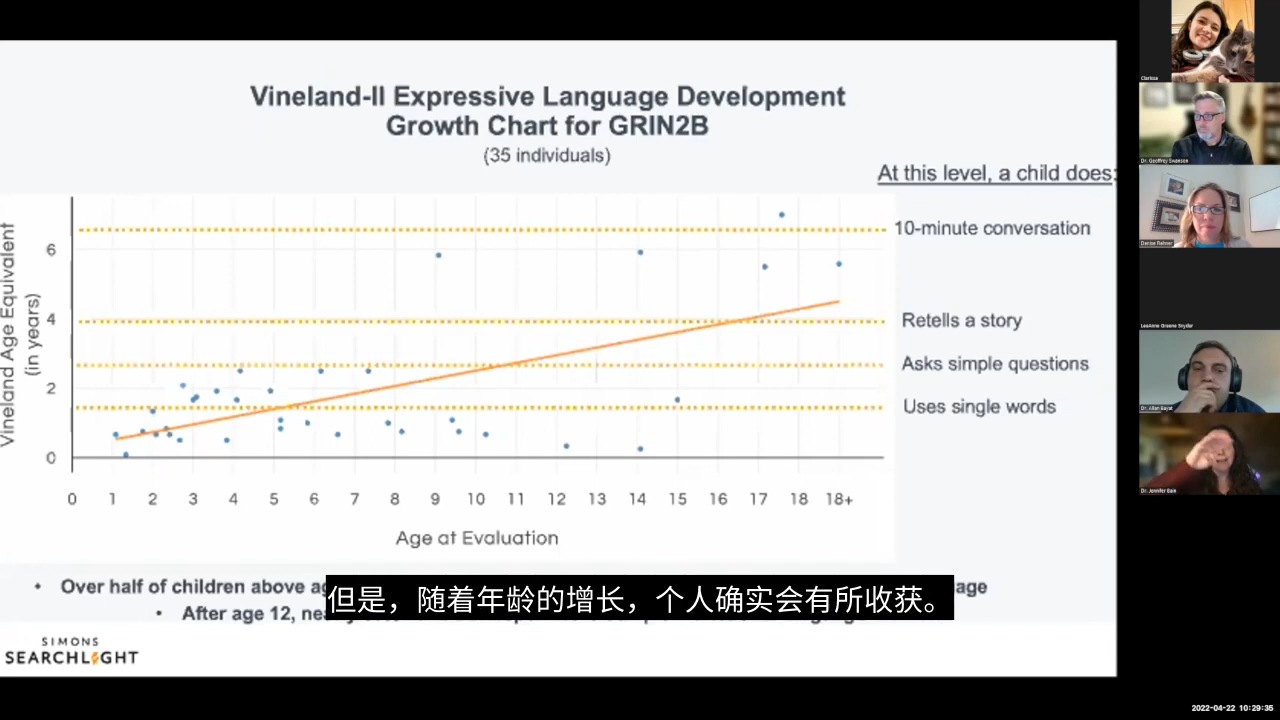 Vineland-II Expressive Language Development
Growth Chart for GRIN2B
(35 individuals)
At this level, a child does:
Vineland Age Equivalent
(in years)
6
4
2
0
10-minute conversation
Retells a story
Asks simple questions
Uses single words
0 1 2 3 4 5 6 7 8 9 10 11 12 13 14 15 16 17 18 18+
Age at Evaluation
• Over half of children above
• After age 12,
但是，随着年龄的增长，个人确实会有所收获。
SIMONS
SEARCHLIGHT
Clarissa
Dr. Geoffrey Swanson
Denise Rehner
LeeAnne Greene Snyder
Dr. Allan Bayat
Dr. Jennifer Bain
2022-04-22 10:29:35